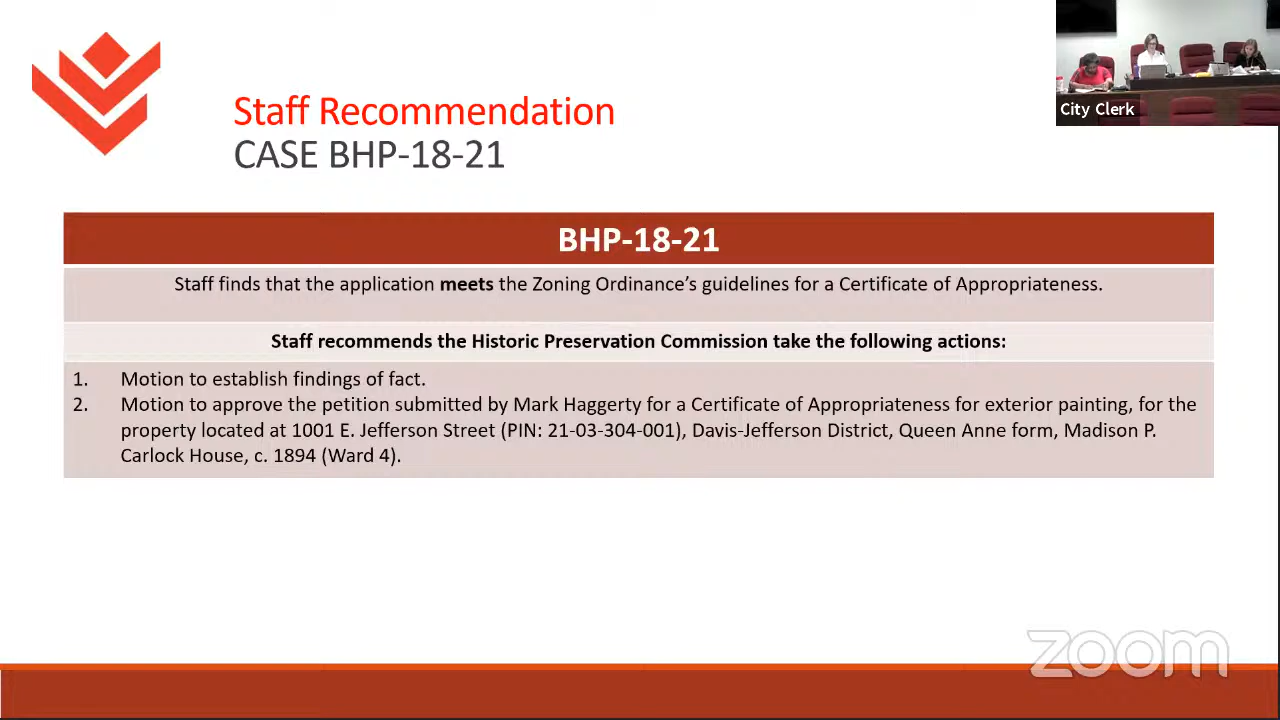 City Clerk
Staff Recommendation
CASE BHP-18-21
BHP-18-21
Staff finds that the application meets the Zoning Ordinance’s guidelines for a Certificate of Appropriateness.
Staff recommends the Historic Preservation Commission take the following actions:
1. Motion to establish findings of fact.
2. Motion to approve the petition submitted by Mark Haggerty for a Certificate of Appropriateness for exterior painting, for the
property located at 1001 E. Jefferson Street (PIN: 21-03-304-001), Davis-Jefferson District, Queen Anne form, Madison P.
Carlock House, c. 1894 (Ward 4).
zoom